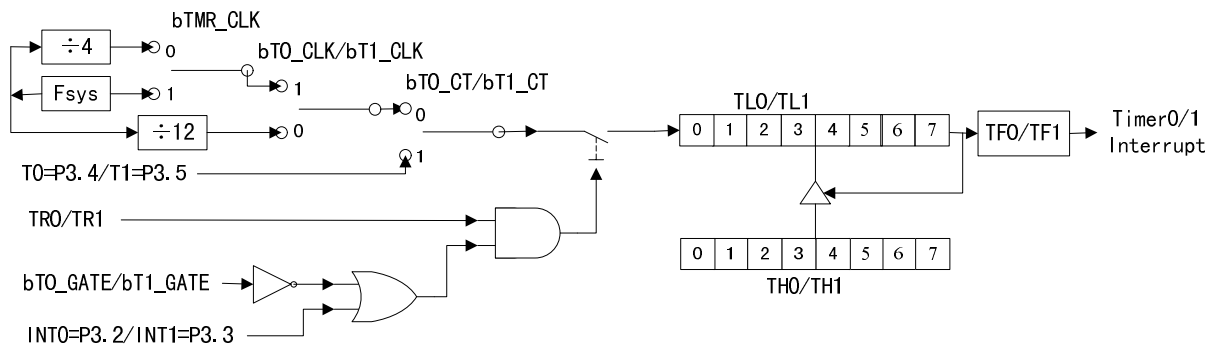 bTMR_CLK
÷4
0
bT0_CLK/bT1_CLK
Fsys
1
1
bT0_CT/bT1_CT
0
÷12
0
1
T0=P3.4/T1=P3.5
TL0/TL1
0 1 2 3 4 5 6 7
TF0/TF1
Timer0/1
Interrupt
TR0/TR1
0 1 2 3 4 5 6 7
TH0/TH1
bT0_GATE/bT1_GATE
INT0=P3.2/INT1=P3.3